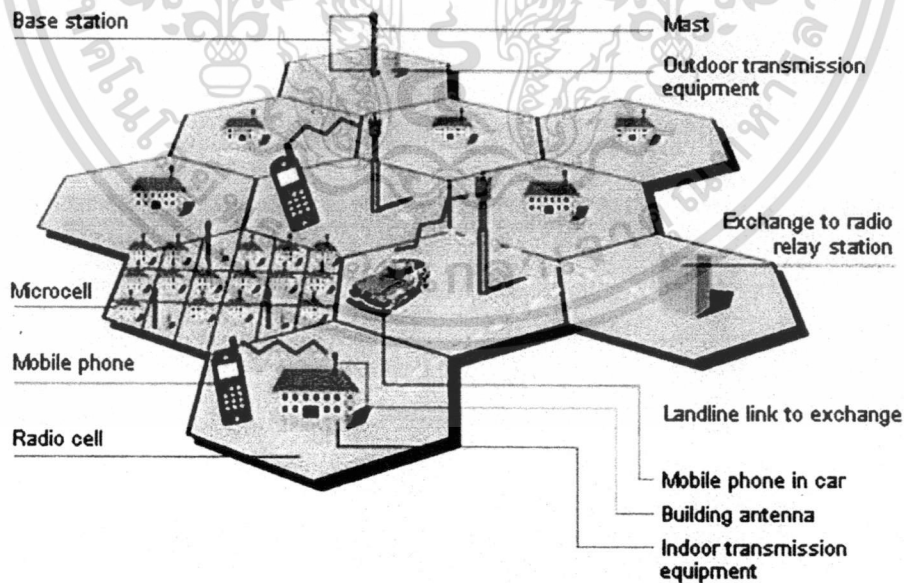 Base station
Mast
Outdoor transmission
equipment
Exchange to radio
relay station
Microcell
Mobile phone
Radio cell
Landline link to exchange
Mobile phone in car
Building antenna
Indoor transmission
equipment